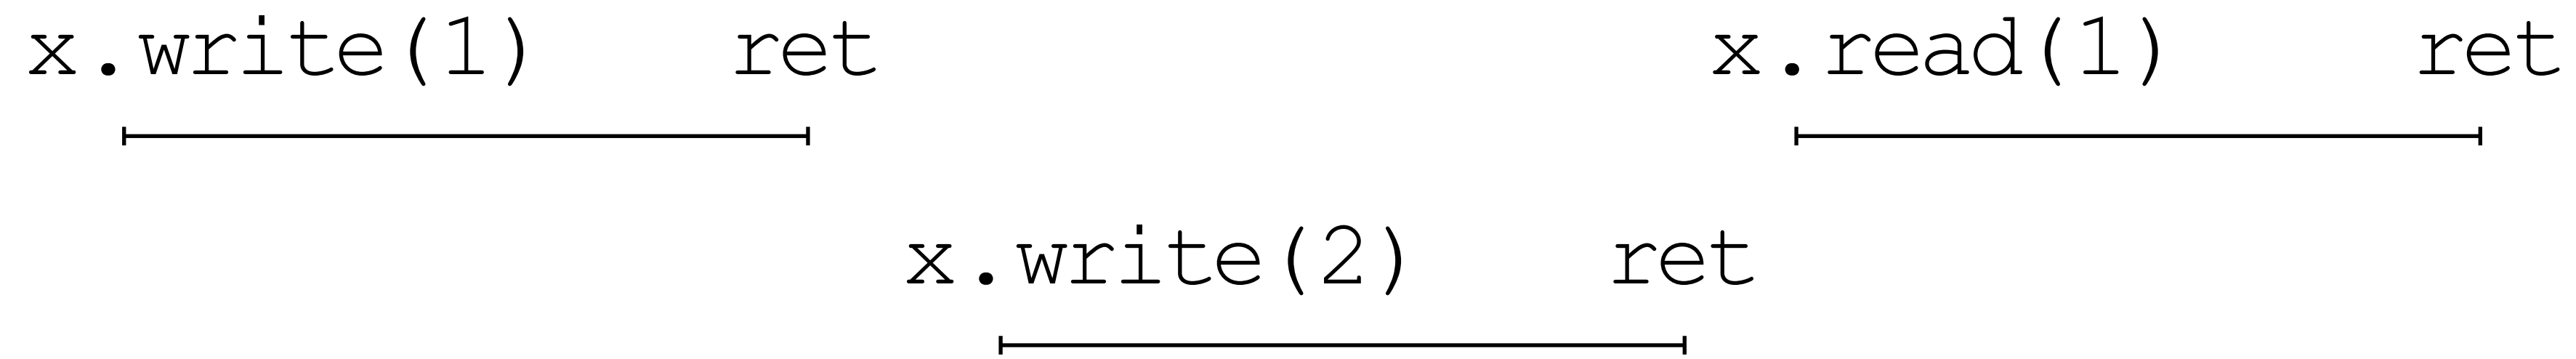 x.write(1) ret x.read(1) ret
x.write(2) ret